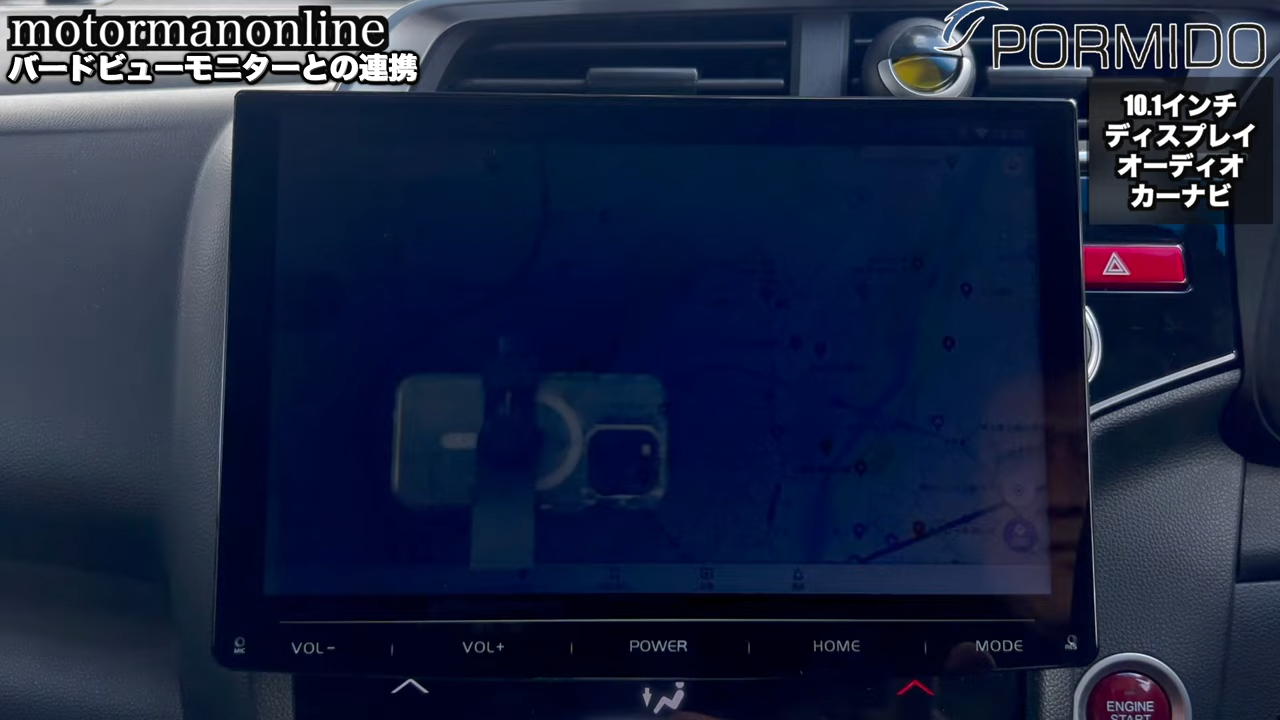 motormanonline
バードビューモニターとの連携
PORMIDO
10.1インチ
ディスプレイ
オーディオ
カーナビ
MIC VOL− VOL+ POWER HOME MODE RES
ENGINE
START